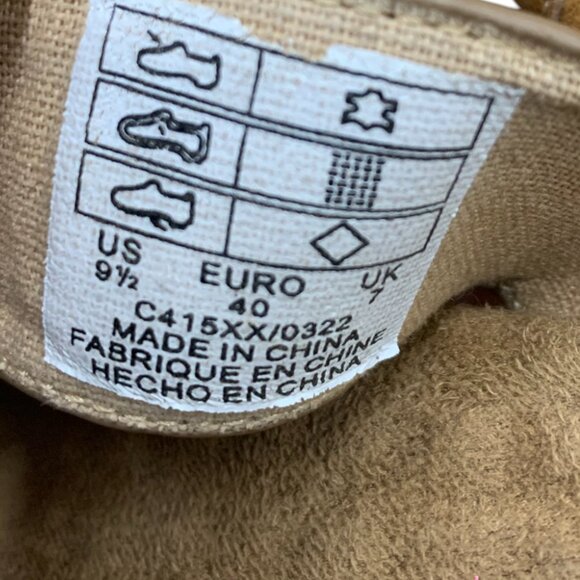 US EURO UK
9½ 40 7
C415XX/0322
MADE IN CHINA
FABRIQUE EN CHINE
HECHO EN CHINA